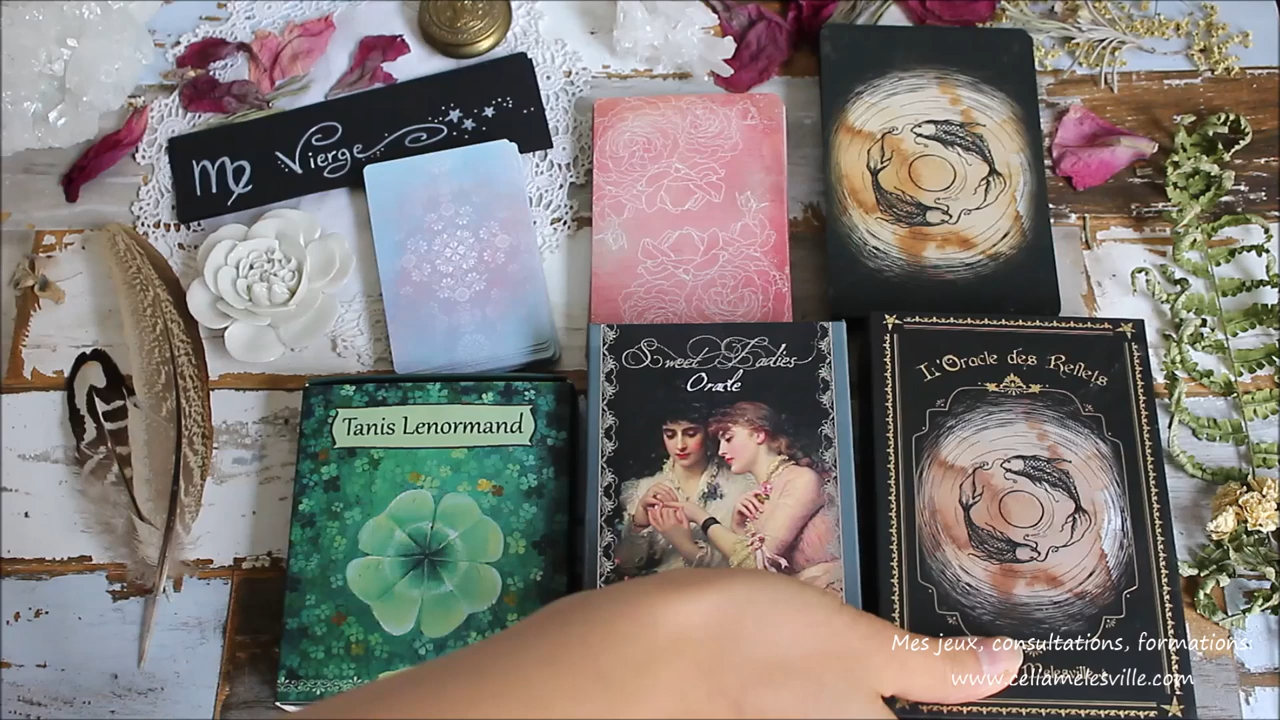 ♍ Vierge
Sweet Ladies
Oracle
L'Oracle des Reflets
Tanis Lenormand
Mes jeux, consultations, formations:
www.cellamelesville.com